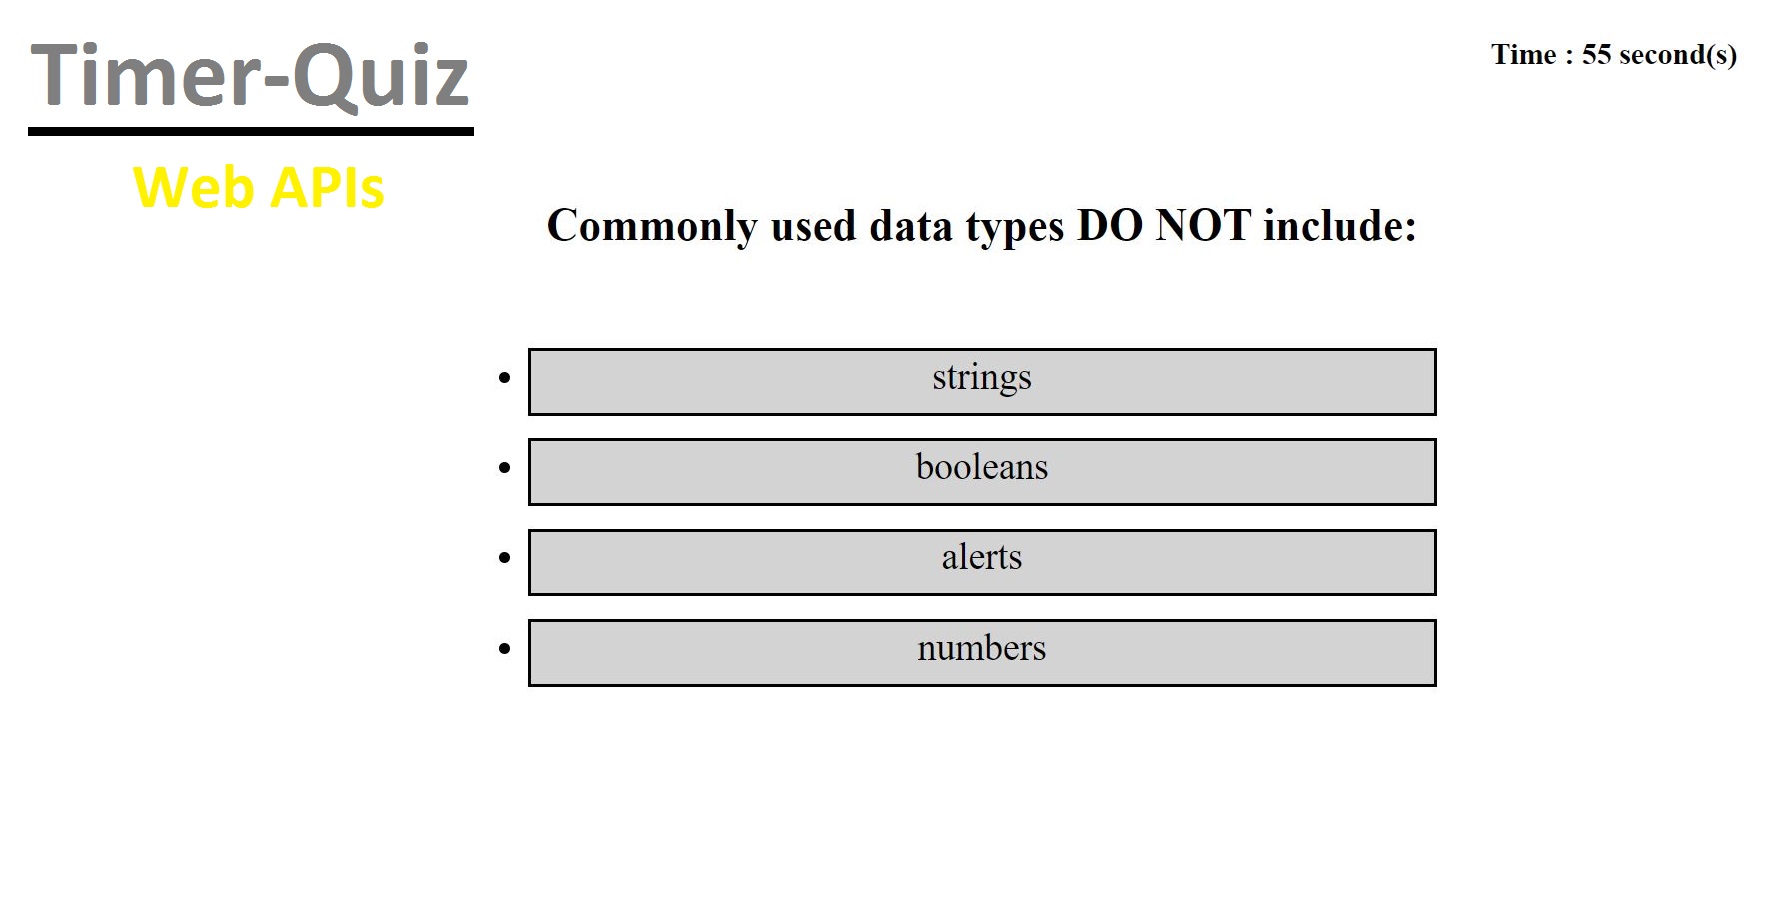 Timer-Quiz
Web APIs
Time : 55 second(s)
Commonly used data types DO NOT include:
strings
booleans
alerts
numbers